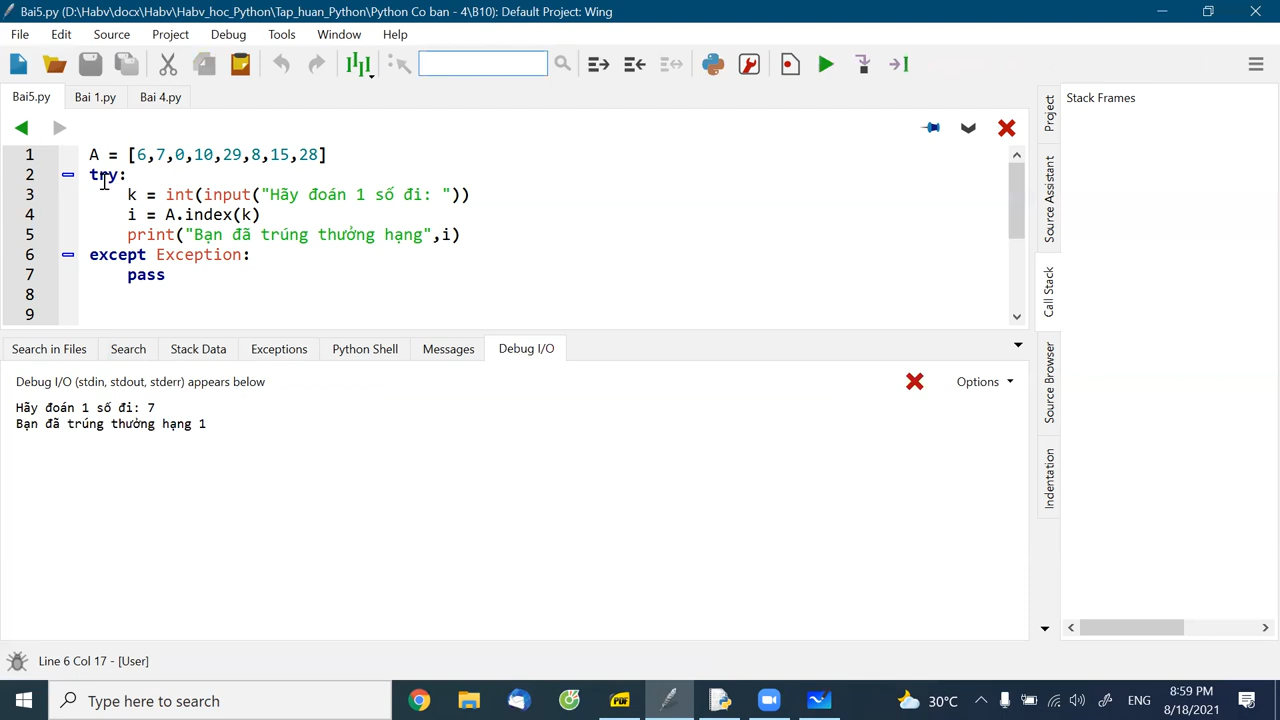 Bai5.py (D:\Habv\docx\Habv_hoc_Python\Tap_huan_Python\Python Co ban - 4\B10): Default Project: Wing
File Edit Source Project Debug Tools Window Help
Bai5.py Bai 1.py Bai 4.py
1 A = [6,7,0,10,29,8,15,28]
2 try:
3 k = int(input("Hãy đoán 1 số đi: "))
4 i = A.index(k)
5 print("Bạn đã trúng thưởng hạng",i)
6 except Exception:
7 pass
8
9
Search in Files Search Stack Data Exceptions Python Shell Messages Debug I/O
Debug I/O (stdin, stdout, stderr) appears below
Options
Hãy đoán 1 số đi: 7
Bạn đã trúng thưởng hạng 1
Stack Frames
Project
Source Assistant
Call Stack
Source Browser
Indentation
Line 6 Col 17 - [User]
Type here to search
30°C
ENG
8:59 PM
8/18/2021